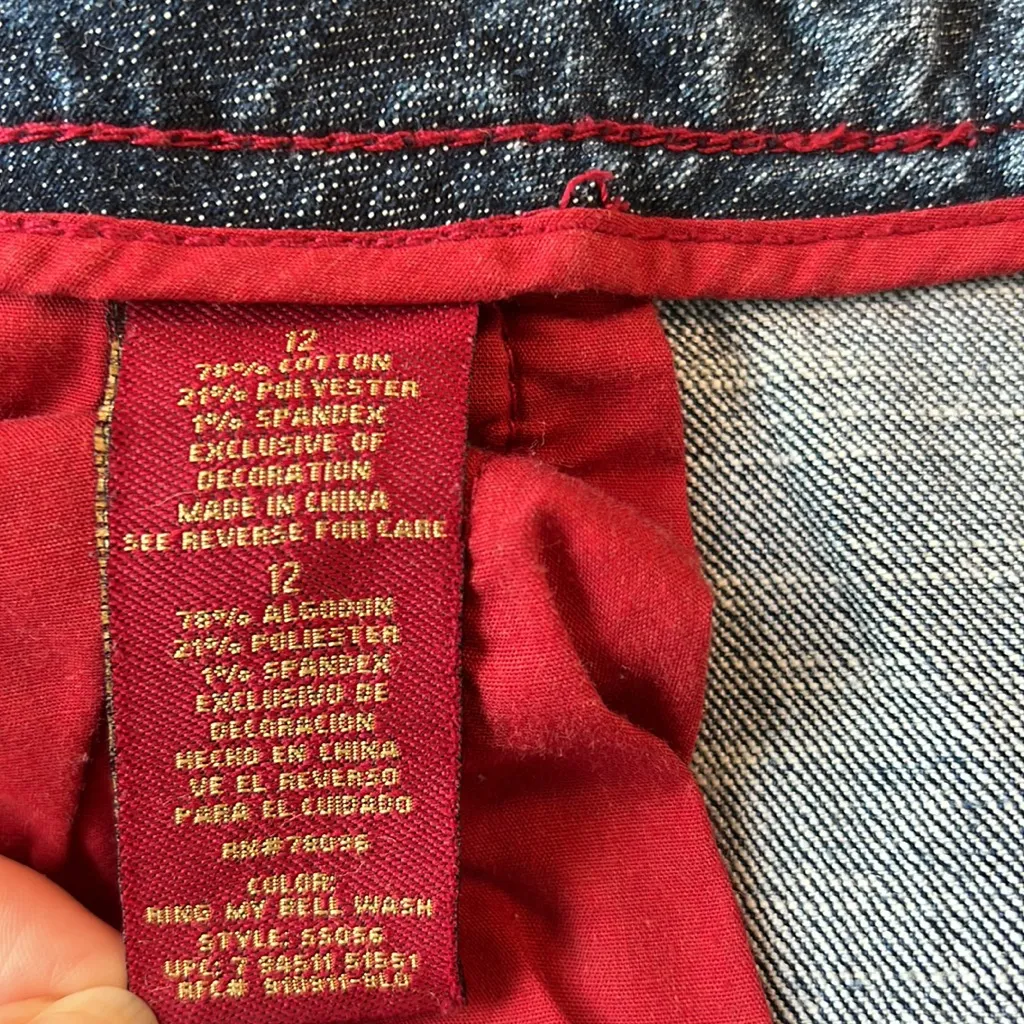 12
78% COTTON
21% POLYESTER
1% SPANDEX
EXCLUSIVE OF
DECORATION
MADE IN CHINA
SEE REVERSE FOR CARE
12
78% ALGODON
21% POLIESTER
1% SPANDEX
EXCLUSIVO DE
DECORACION
HECHO EN CHINA
VE EL REVERSO
PARA EL CUIDADO
COLOR:
RING MY BELL WASH
STYLE:
UPC: 7